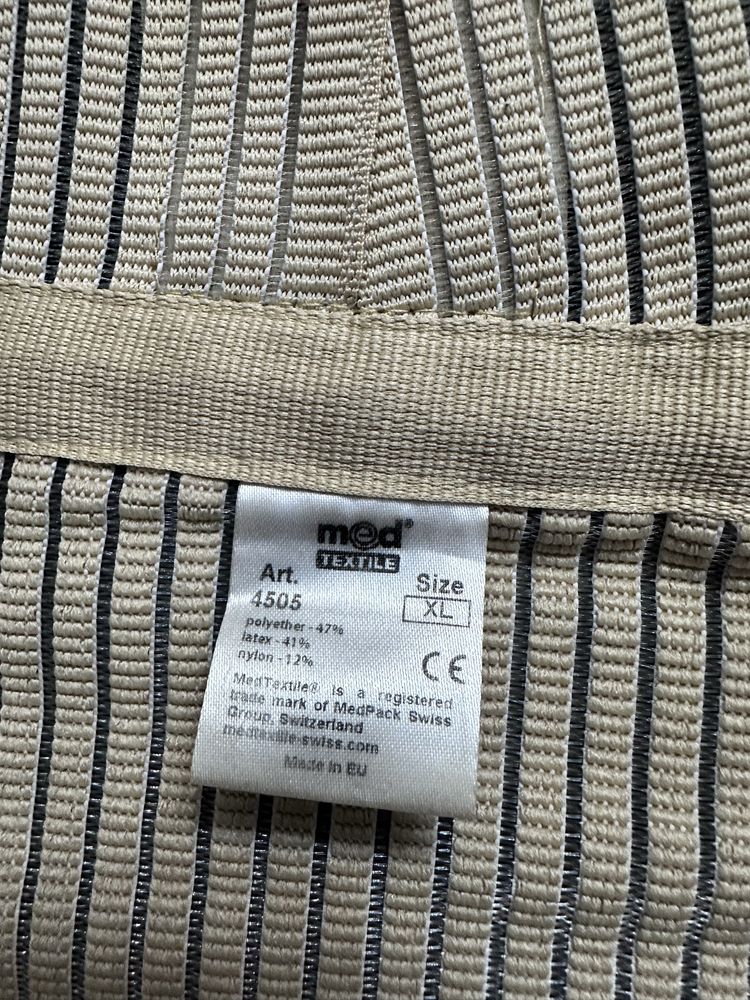 med®
TEXTILE
Art.
4505
Size
XL
polyether - 47%
latex - 41%
nylon - 12%
CE
MedTextile® is a registered
trade mark of MedPack Swiss
Group, Switzerland
medtextile-swiss.com
Made in EU